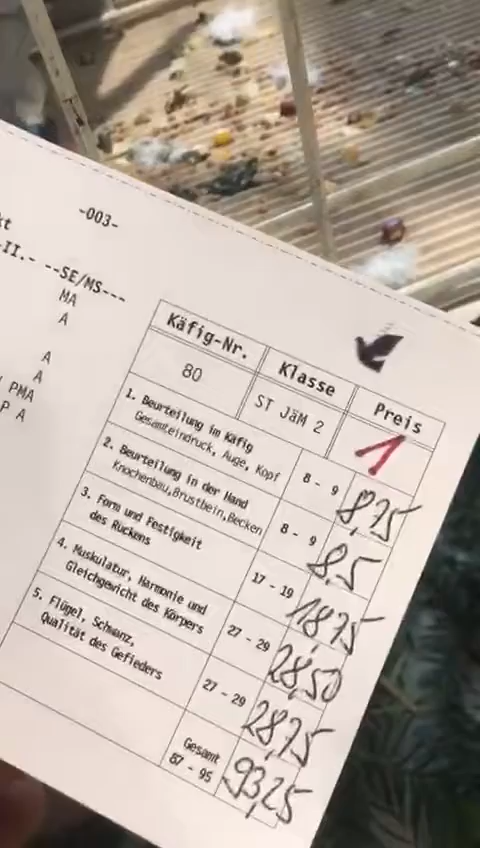 -003-
kt
-II.- --SE/MS---
MA
A
A
A
PMA
P A
Käfig-Nr. Klasse Preis
80 ST JäM 2 1
1. Beurteilung im Käfig
Gesamteindruck, Auge, Kopf 8 - 9 8,75
2. Beurteilung in der Hand
Knochenbau,Brustbein,Becken 8 - 9 8,5
3. Form und Festigkeit
des Rückens 17 - 19 18,75
4. Muskulatur, Harmonie und
Gleichgewicht des Körpers 27 - 29 28,50
5. Flügel, Schwanz,
Qualität des Gefieders 27 - 29 28,75
Gesamt
87 - 95 93,25